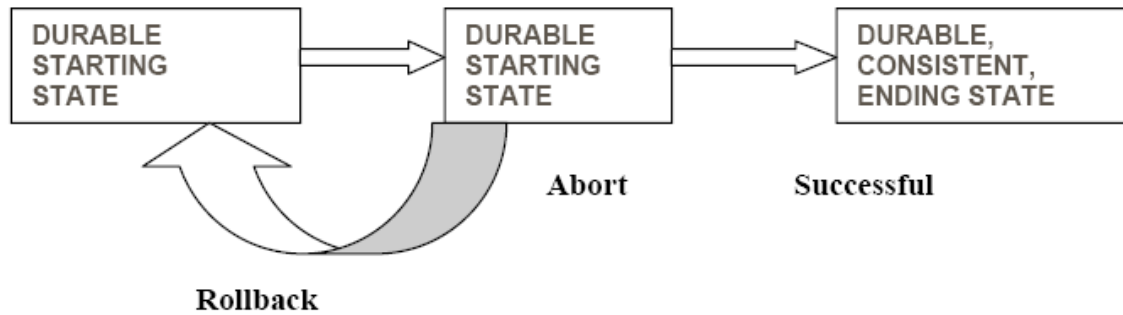 DURABLE
STARTING
STATE
DURABLE
STARTING
STATE
DURABLE,
CONSISTENT,
ENDING STATE
Abort
Successful
Rollback